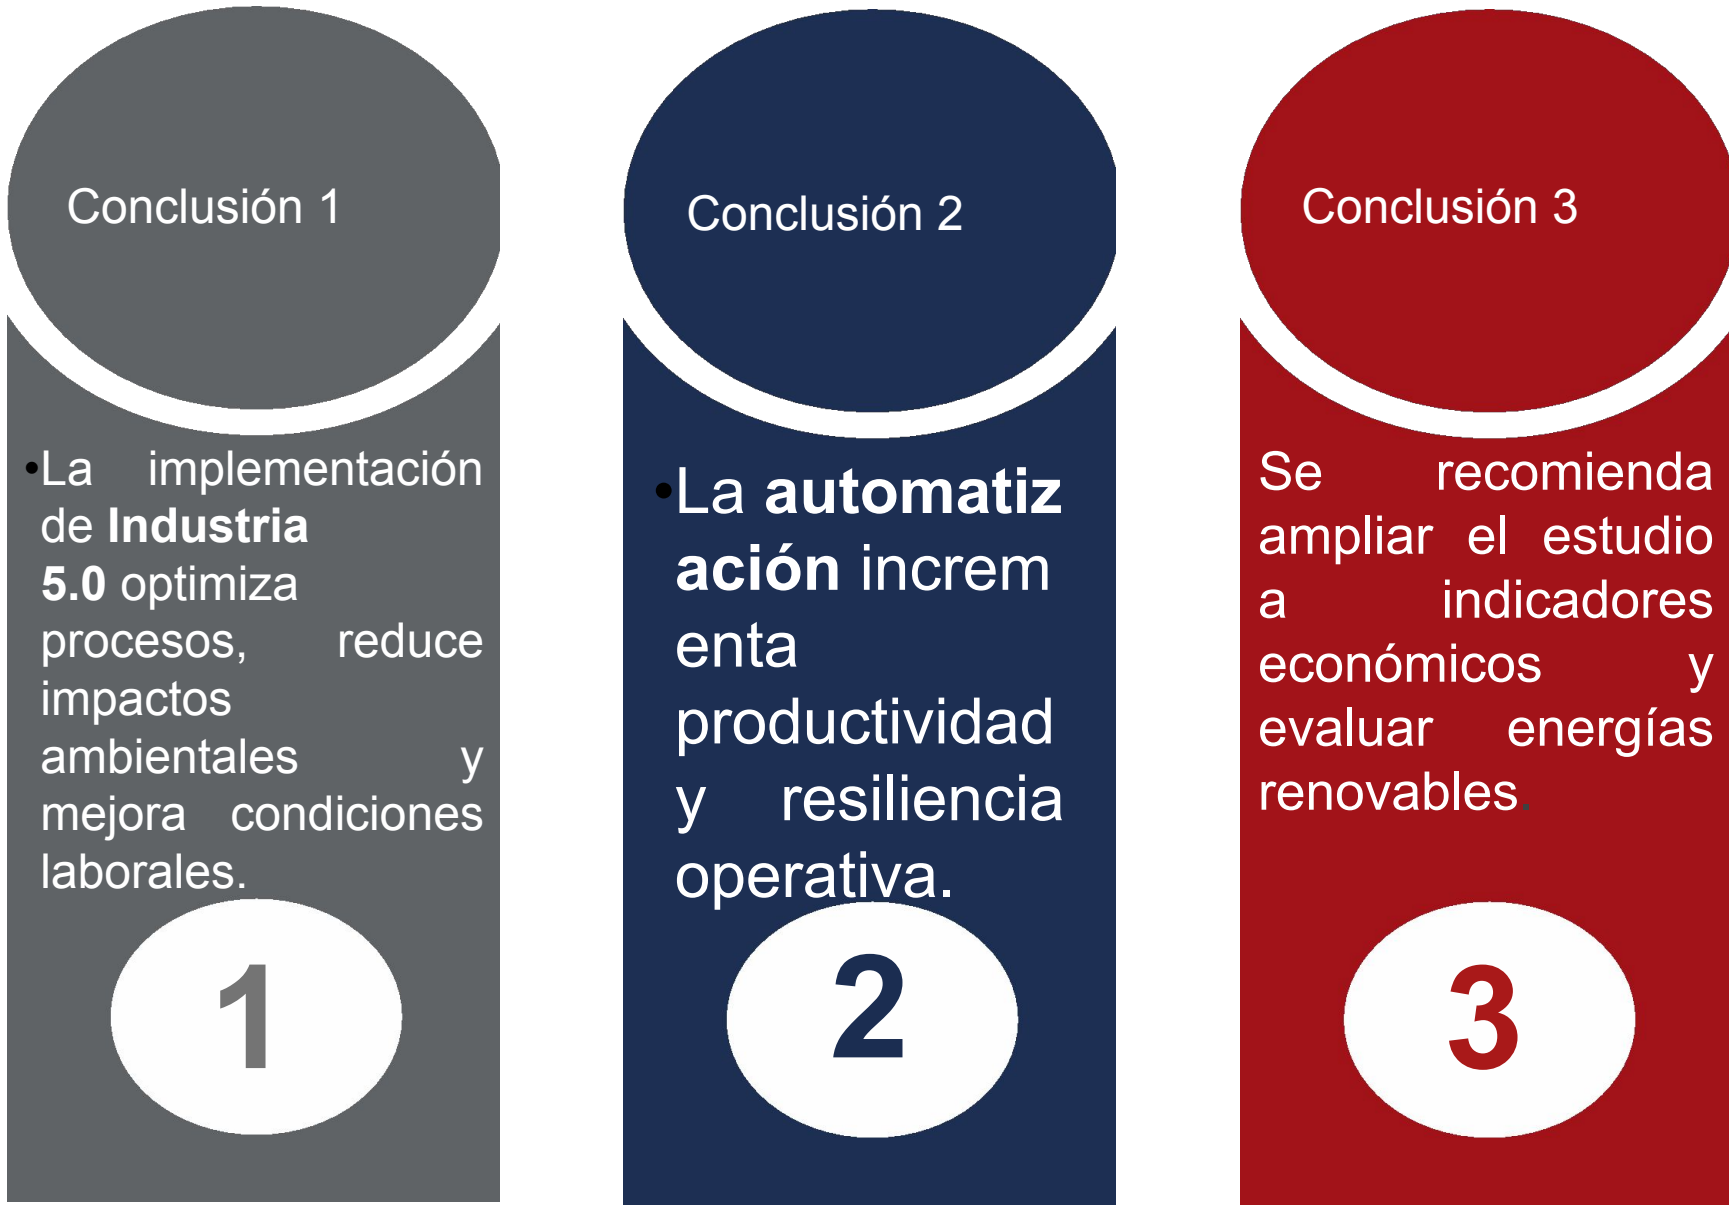 Conclusión 1
•La implementación
de Industria
5.0 optimiza
procesos, reduce
impactos
ambientales y
mejora condiciones
laborales.
1
Conclusión 2
•La automatiz
ación increm
enta
productividad
y resiliencia
operativa.
2
Conclusión 3
Se recomienda
ampliar el estudio
a indicadores
económicos y
evaluar energías
renovables.
3